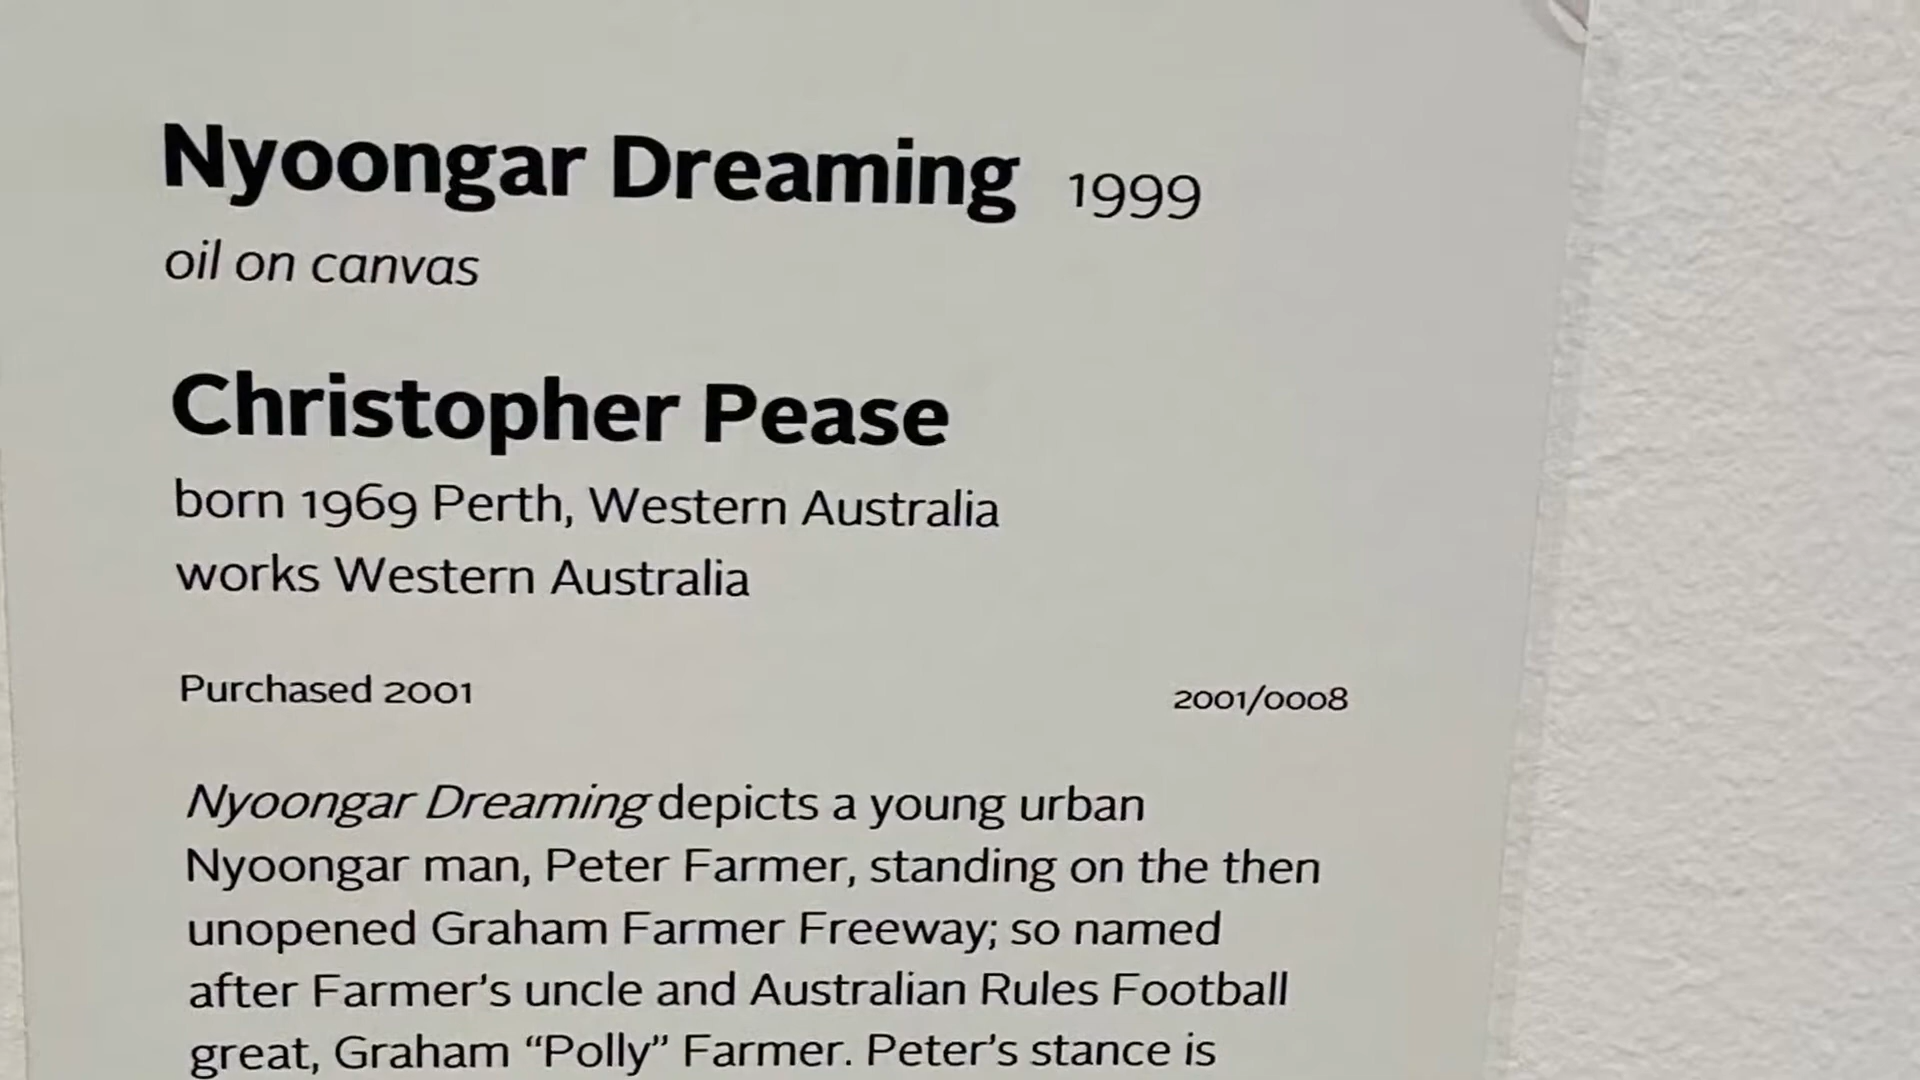 Nyoongar Dreaming 1999
oil on canvas
Christopher Pease
born 1969 Perth, Western Australia
works Western Australia
Purchased 2001 2001/0008
Nyoongar Dreaming depicts a young urban
Nyoongar man, Peter Farmer, standing on the then
unopened Graham Farmer Freeway; so named
after Farmer's uncle and Australian Rules Football
great, Graham “Polly” Farmer. Peter's stance is